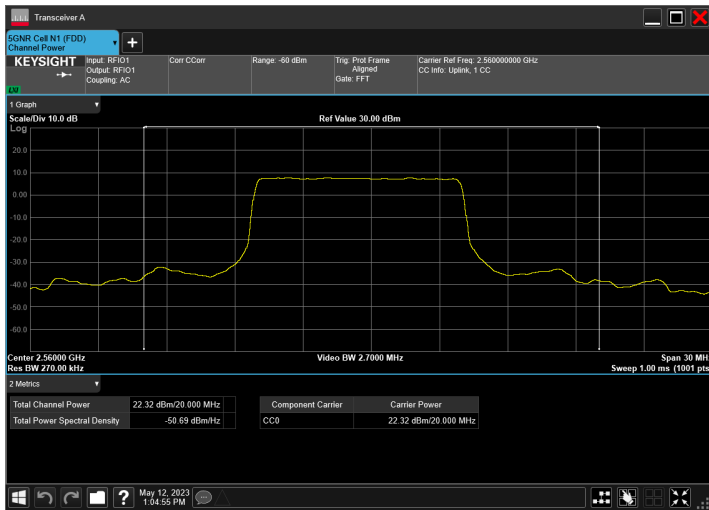 Transceiver A
5GNR Cell N1 (FDD)
Channel Power
KEYSIGHT
LXI
Input: RFIO1
Output: RFIO1
Coupling: AC
Corr CCorr
Range: -60 dBm
Trig: Prot Frame
Aligned
Gate: FFT
Carrier Ref Freq: 2.560000000 GHz
CC Info: Uplink, 1 CC
1 Graph
Scale/Div 10.0 dB
Ref Value 30.00 dBm
Log
20.0
10.0
0.00
-10.0
-20.0
-30.0
-40.0
-50.0
-60.0
Center 2.56000 GHz
Video BW 2.7000 MHz
Span 30 MH
Res BW 270.00 kHz
Sweep 1.00 ms (1001 pts
2 Metrics
Total Channel Power 22.32 dBm/20.000 MHz
Total Power Spectral Density -50.69 dBm/Hz
Component Carrier Carrier Power
CC0 22.32 dBm/20.000 MHz
?
May 12, 2023
1:04:55 PM